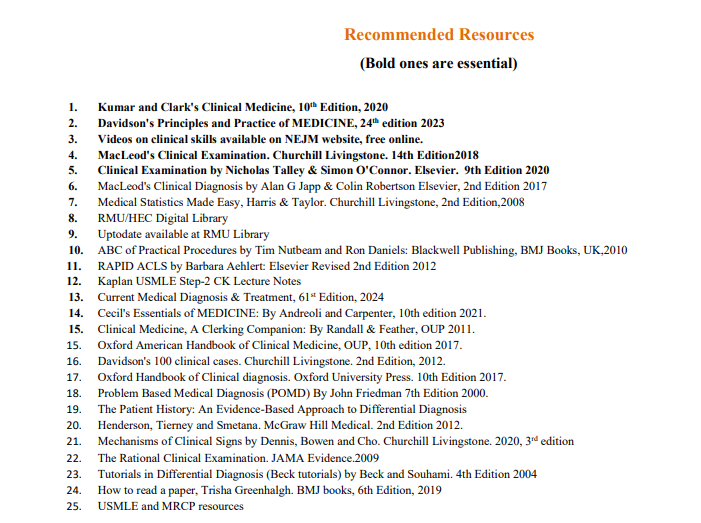 Recommended Resources
(Bold ones are essential)
1. Kumar and Clark's Clinical Medicine, 10th Edition, 2020
2. Davidson's Principles and Practice of MEDICINE, 24th edition 2023
3. Videos on clinical skills available on NEJM website, free online.
4. MacLeod's Clinical Examination. Churchill Livingstone. 14th Edition2018
5. Clinical Examination by Nicholas Talley & Simon O'Connor. Elsevier. 9th Edition 2020
6. MacLeod's Clinical Diagnosis by Alan G Japp & Colin Robertson Elsevier, 2nd Edition 2017
7. Medical Statistics Made Easy, Harris & Taylor. Churchill Livingstone, 2nd Edition,2008
8. RMU/HEC Digital Library
9. Uptodate available at RMU Library
10. ABC of Practical Procedures by Tim Nutbeam and Ron Daniels: Blackwell Publishing, BMJ Books, UK,2010
11. RAPID ACLS by Barbara Aehlert: Elsevier Revised 2nd Edition 2012
12. Kaplan USMLE Step-2 CK Lecture Notes
13. Current Medical Diagnosis & Treatment, 61st Edition, 2024
14. Cecil's Essentials of MEDICINE: By Andreoli and Carpenter, 10th edition 2021.
15. Clinical Medicine, A Clerking Companion: By Randall & Feather, OUP 2011.
15. Oxford American Handbook of Clinical Medicine, OUP, 10th edition 2017.
16. Davidson's 100 clinical cases. Churchill Livingstone. 2nd Edition, 2012.
17. Oxford Handbook of Clinical diagnosis. Oxford University Press. 10th Edition 2017.
18. Problem Based Medical Diagnosis (POMD) By John Friedman 7th Edition 2000.
19. The Patient History: An Evidence-Based Approach to Differential Diagnosis
20. Henderson, Tierney and Smetana. McGraw Hill Medical. 2nd Edition 2012.
21. Mechanisms of Clinical Signs by Dennis, Bowen and Cho. Churchill Livingstone. 2020, 3rd edition
22. The Rational Clinical Examination. JAMA Evidence.2009
23. Tutorials in Differential Diagnosis (Beck tutorials) by Beck and Souhami. 4th Edition 2004
24. How to read a paper, Trisha Greenhalgh. BMJ books, 6th Edition, 2019
25. USMLE and MRCP resources